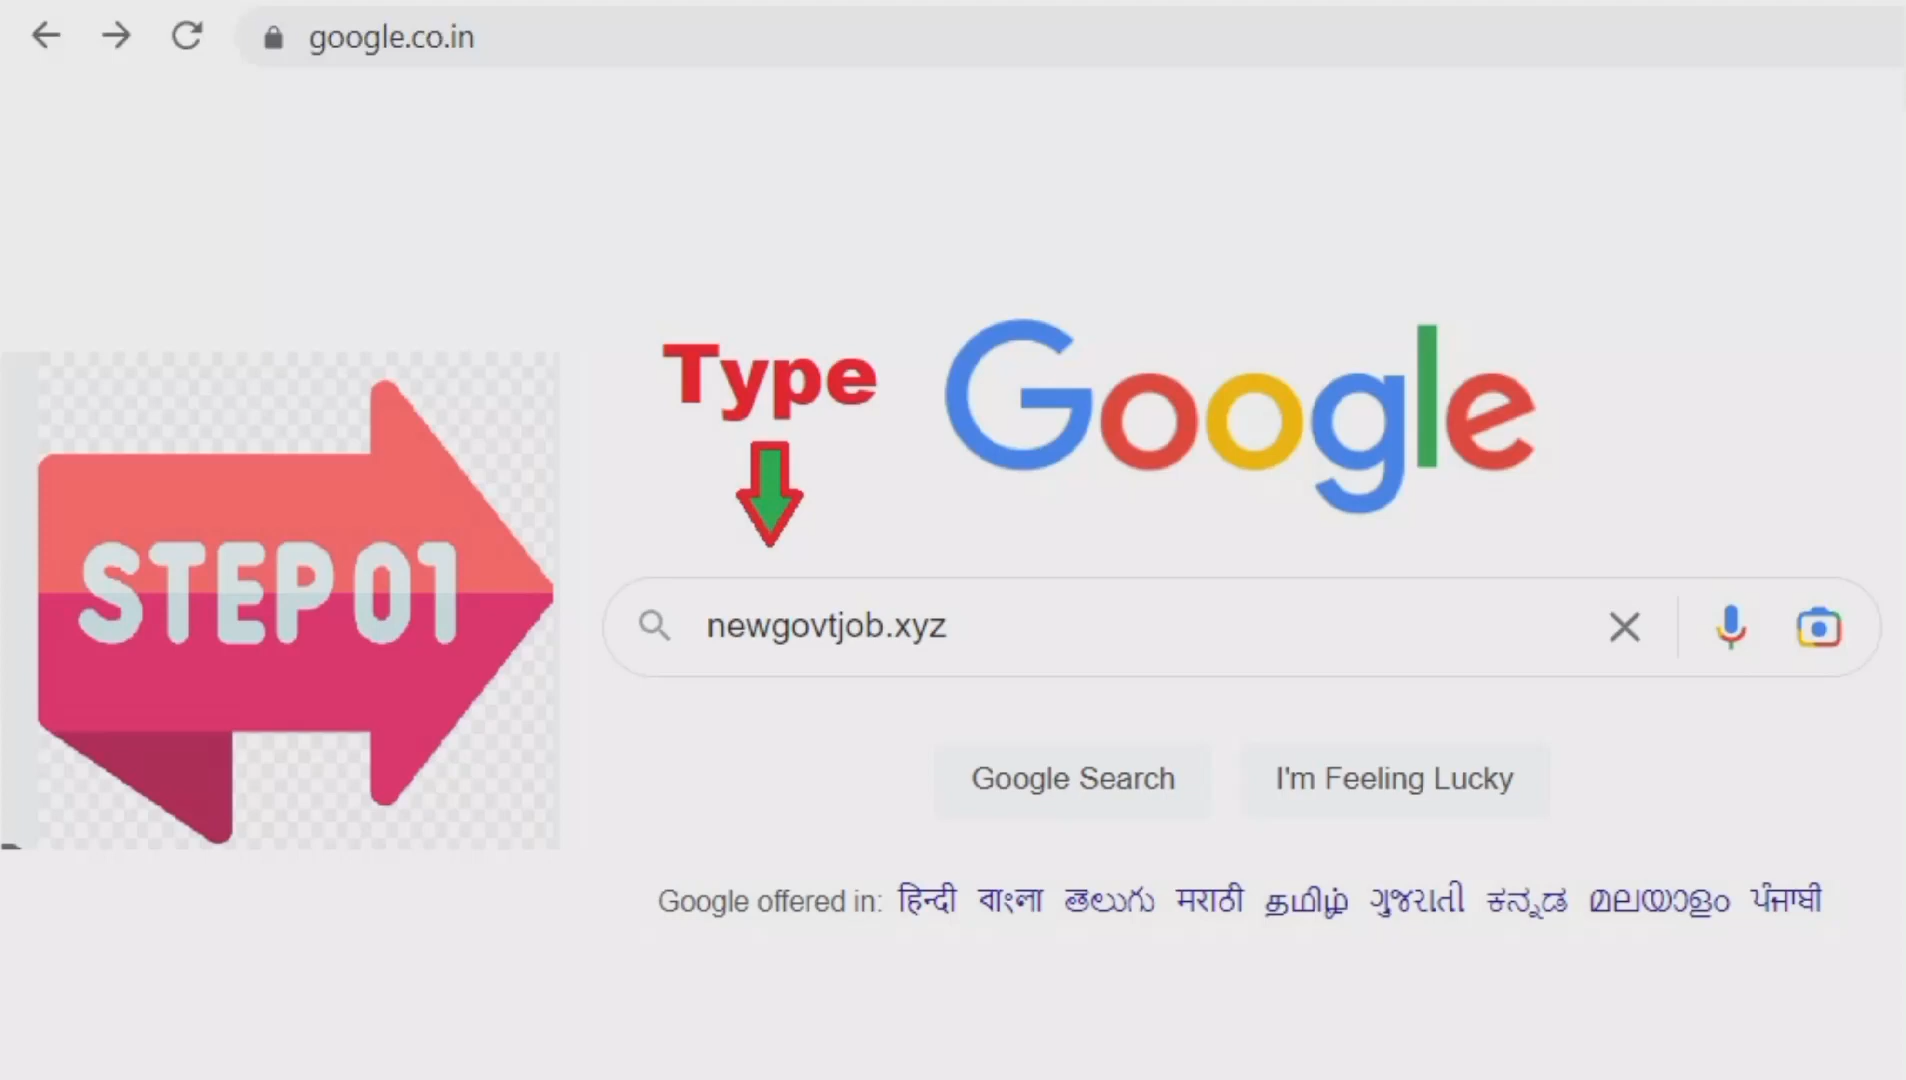 google.co.in
Type
Google
STEP 01
newgovtjob.xyz
Google Search
I'm Feeling Lucky
Google offered in: हिन्दी বাংলা తెలుగు मराठी தமிழ் ગુજરાતી ಕನ್ನಡ മലയാളം ਪੰਜਾਬੀ